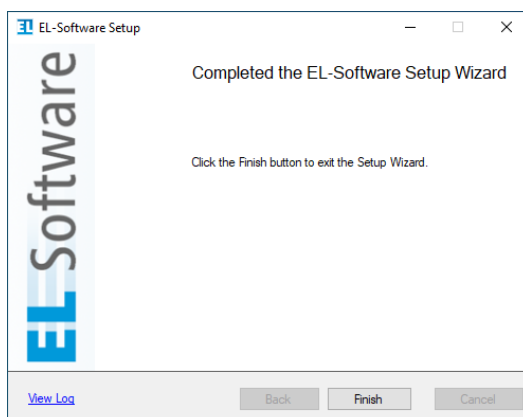 EL-Software Setup
EL Software
Completed the EL-Software Setup Wizard
Click the Finish button to exit the Setup Wizard.
View Log
Back
Finish
Cancel